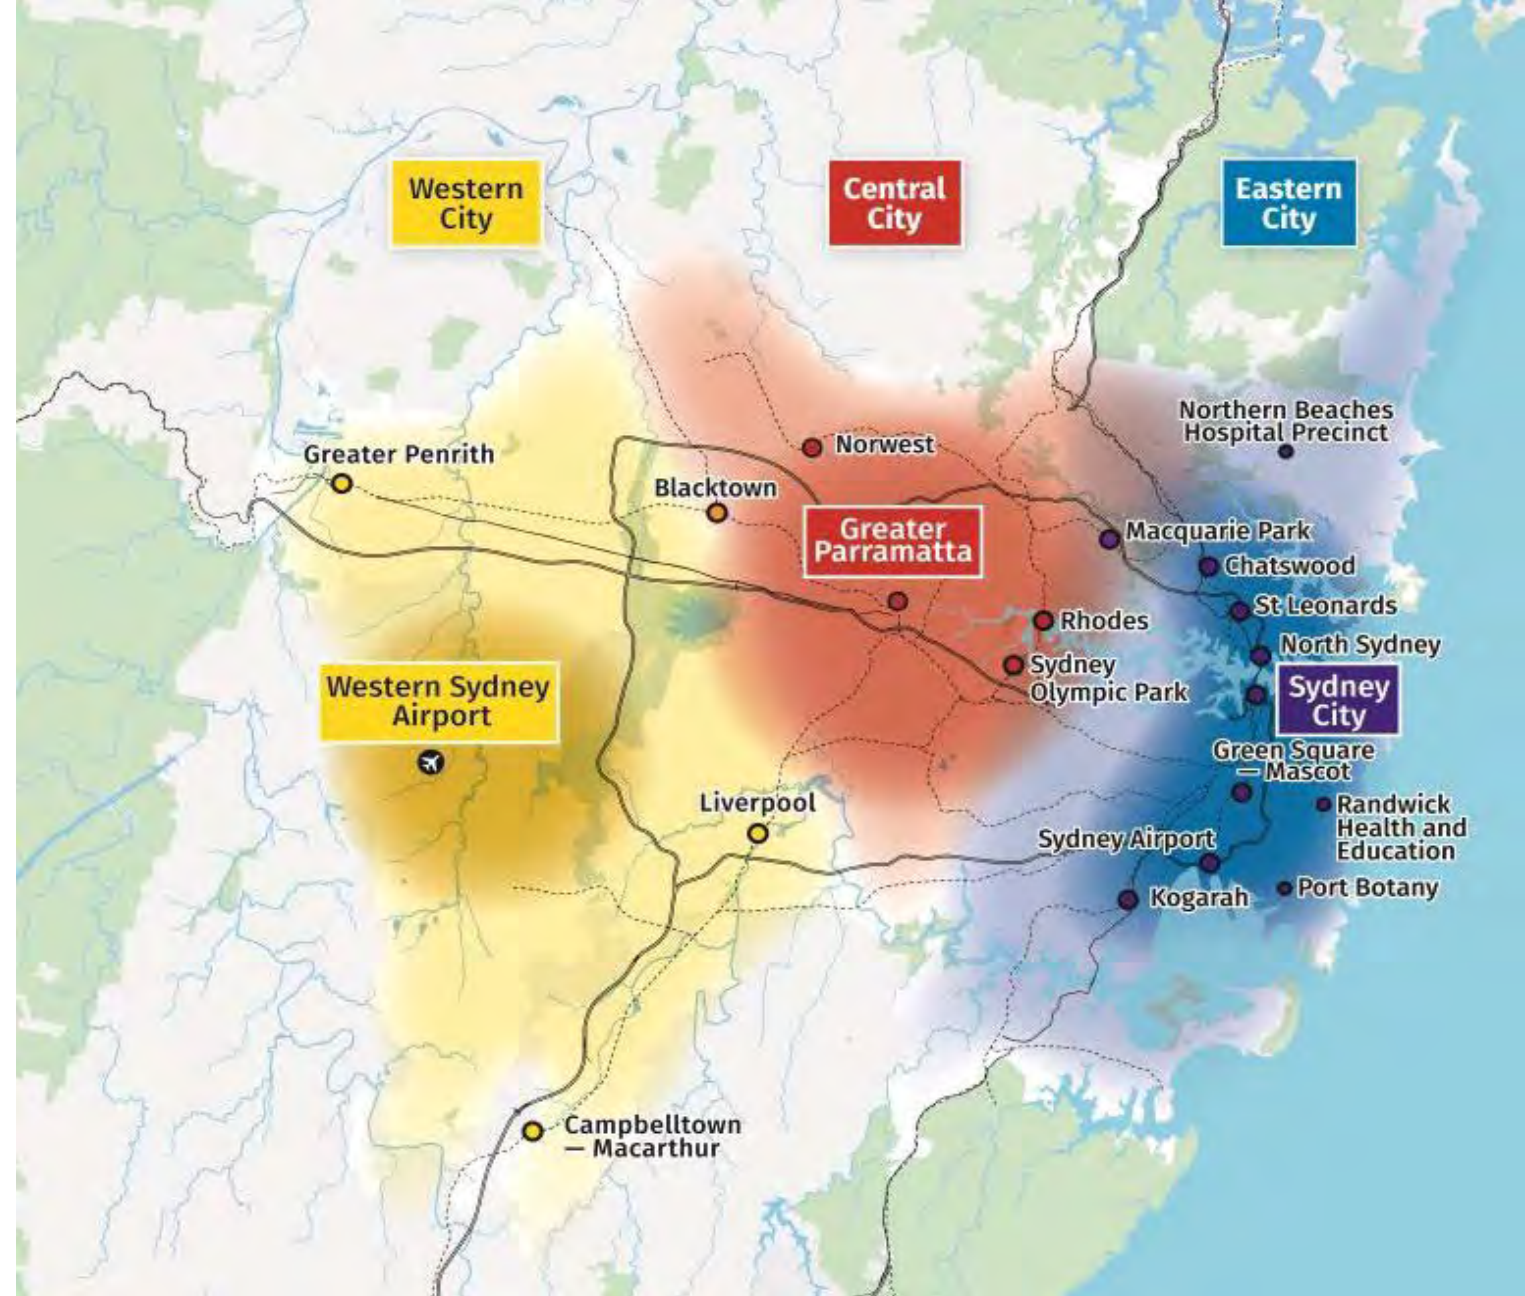 Western
City
Central
City
Eastern
City
Northern Beaches
Hospital Precinct
Greater Penrith
Norwest
Blacktown
Greater
Parramatta
Macquarie Park
Chatswood
St Leonards
Rhodes
North Sydney
Sydney
Olympic Park
Western Sydney
Airport
Sydney
City
Green Square
— Mascot
Liverpool
Randwick
Health and
Education
Sydney Airport
Kogarah
Port Botany
Campbelltown
— Macarthur